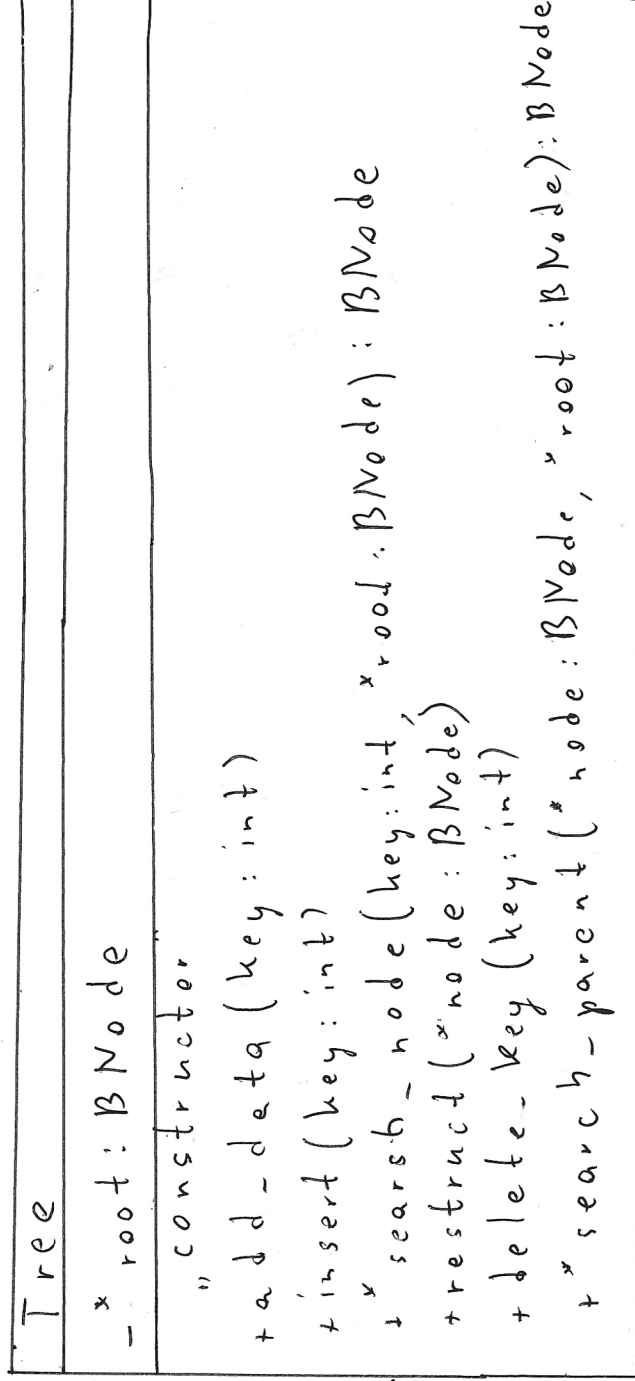 Tree
-* root: BNode
"constructor"
+ add_data (key: int)
+ insert (key: int)
+* searsh_node (key: int, *root: BNode): BNode
+ restruct (* node: BNode)
+ delete_key (key: int)
+* search_parent (* node: BNode, *root: BNode): BNode